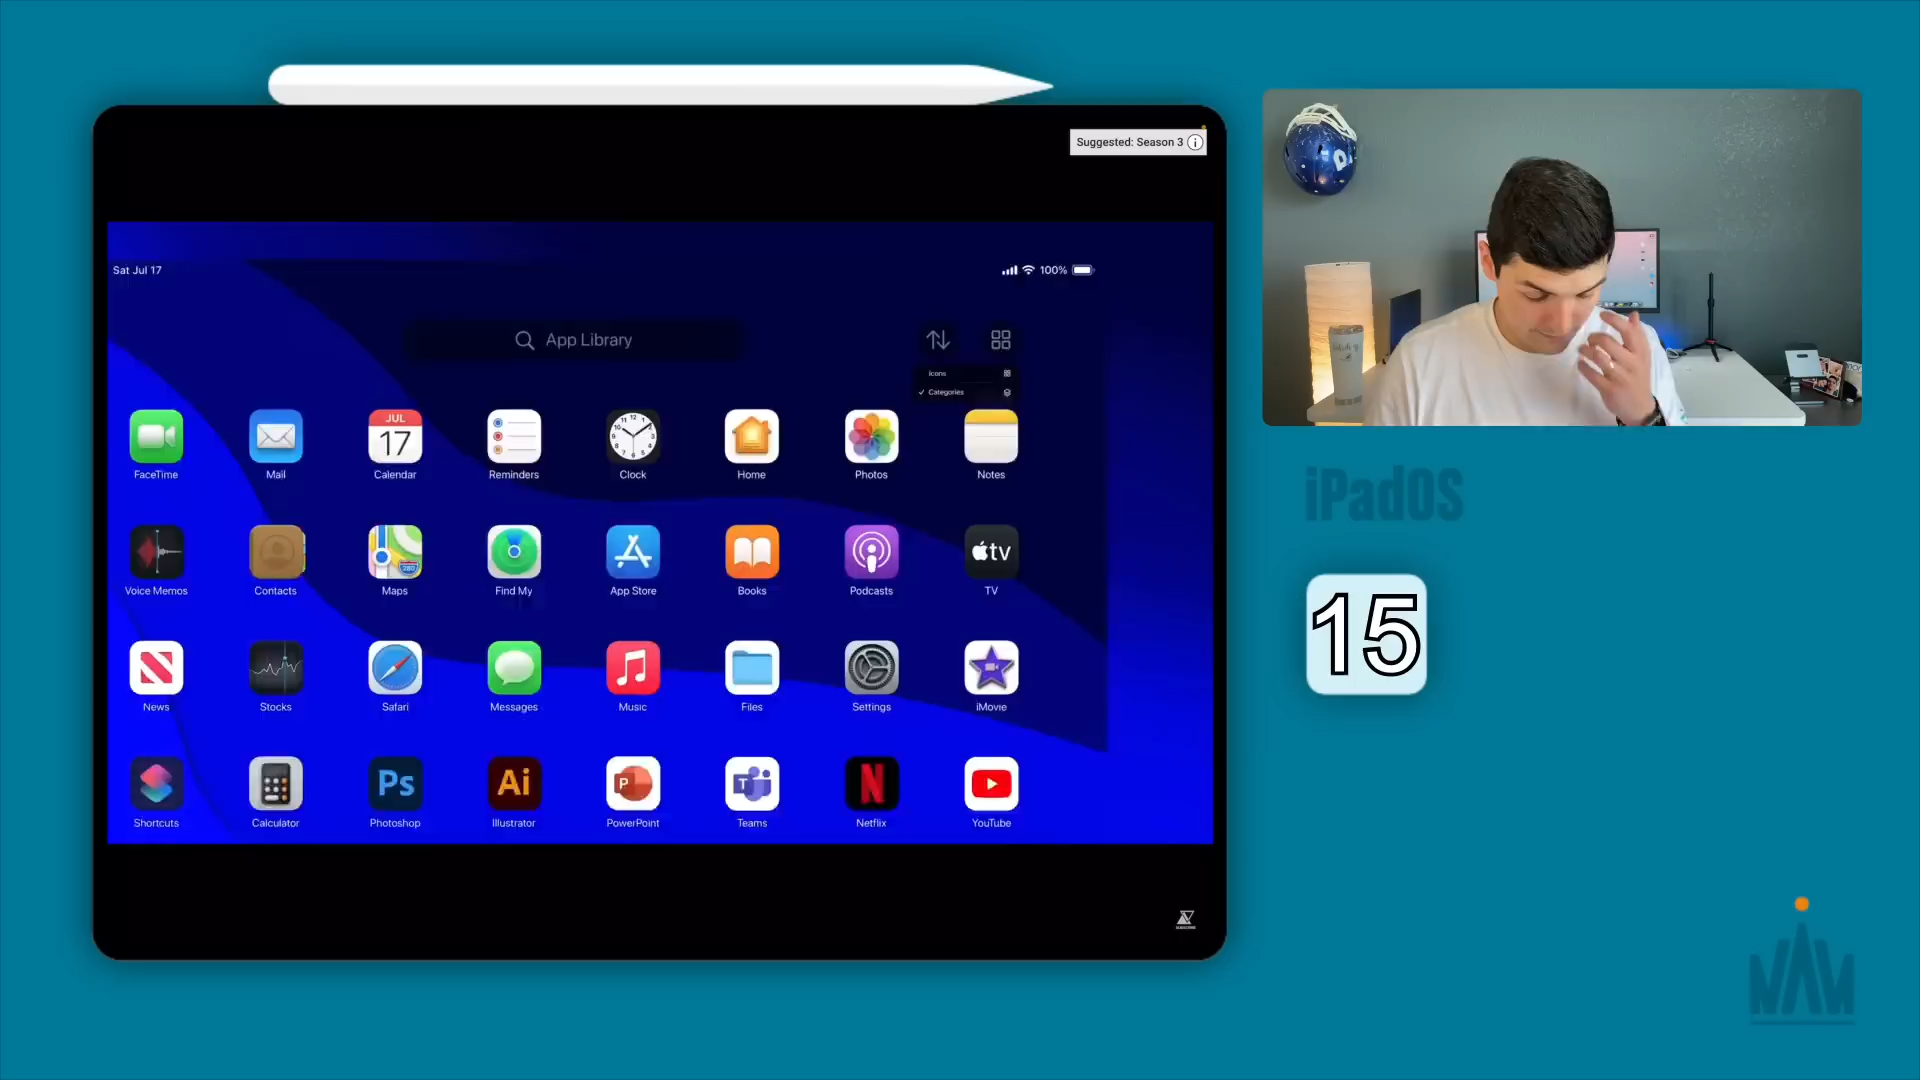 Suggested: Season 3
Sat Jul 17
100%
App Library
Icons
Categories
JUL
17
FaceTime
Mail
Calendar
Reminders
Clock
Home
Photos
Notes
tv
Voice Memos
Contacts
Maps
Find My
App Store
Books
Podcasts
TV
News
Stocks
Safari
Messages
Music
Files
Settings
iMovie
Ps
Ai
P
T
N
Shortcuts
Calculator
Photoshop
Illustrator
PowerPoint
Teams
Netflix
YouTube
SUBSCRIBE
iPadOS
15